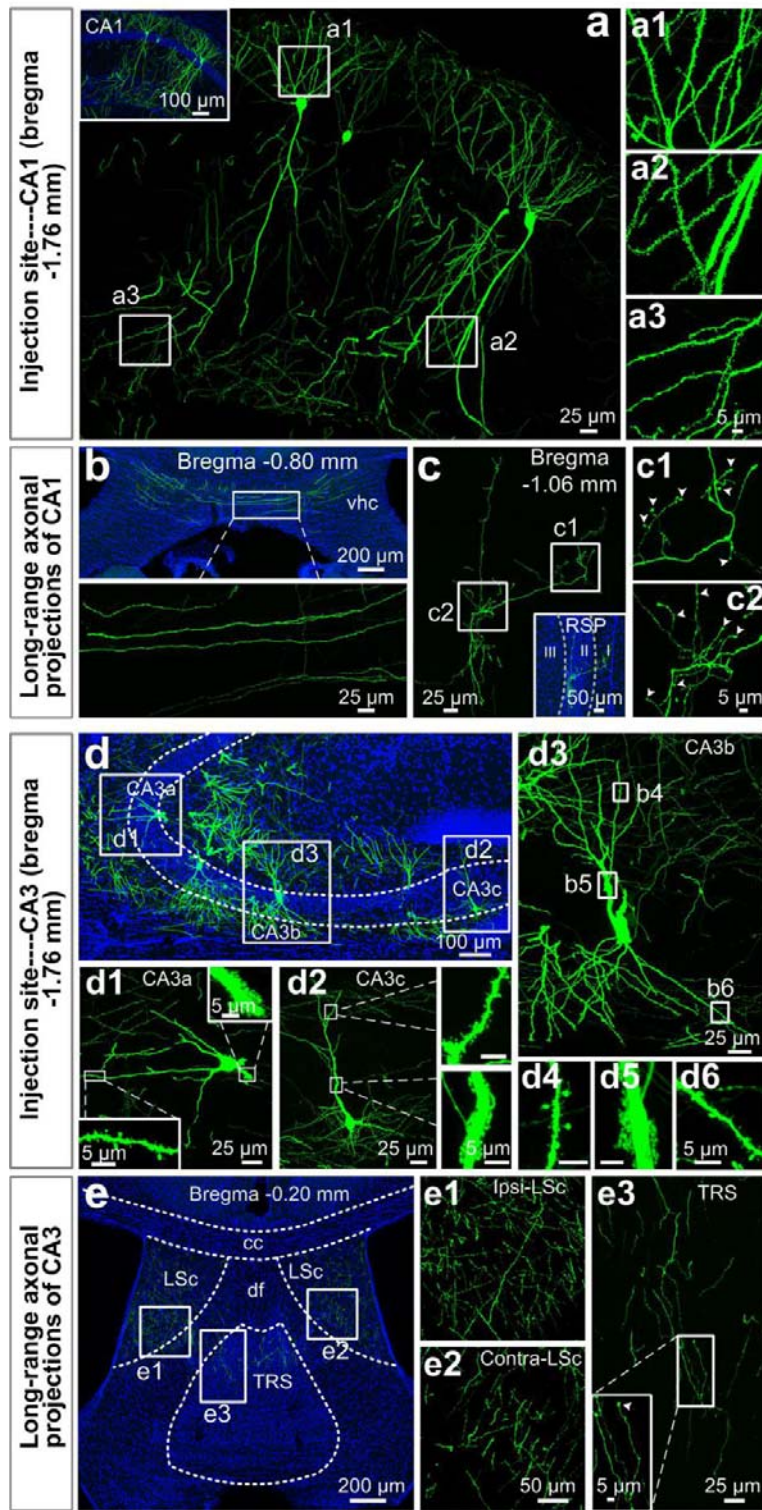 Injection site----CA1 (bregma
-1.76 mm)
CA1
100 µm
a1
a
a3
a2
25 µm
a1
a2
a3
5 µm
Long-range axonal
projections of CA1
b
Bregma -0.80 mm
vhc
200 µm
25 µm
c
Bregma
-1.06 mm
c1
c2
RSP
III
II
I
25 µm
50 µm
c1
c2
5 µm
Injection site----CA3 (bregma
-1.76 mm)
d
CA3a
d1
d3
d2
CA3b
CA3c
100 µm
d3
CA3b
b4
b5
b6
25 µm
d1
CA3a
5 µm
5 µm
25 µm
d2
CA3c
25 µm
5 µm
d4
d5
d6
5 µm
Long-range axonal
projections of CA3
e
Bregma -0.20 mm
cc
LSc
LSc
df
e1
e2
e3
TRS
200 µm
e1
Ipsi-LSc
e2
Contra-LSc
50 µm
e3
TRS
5 µm
25 µm